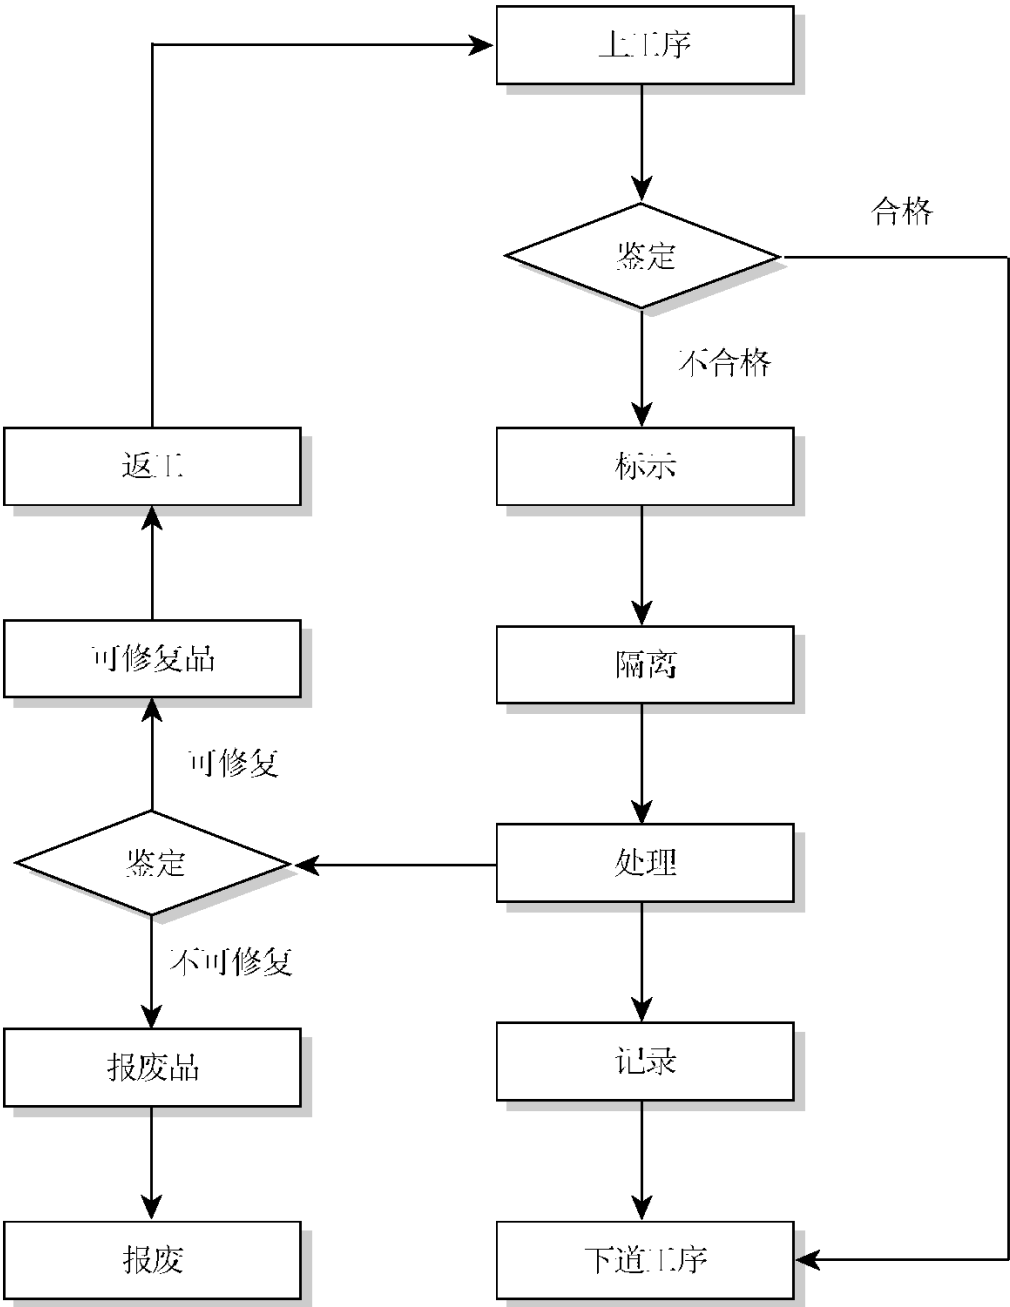 上工序
合格
鉴定
不合格
返工
标示
可修复品
隔离
可修复
鉴定
处理
不可修复
报废品
记录
报废
下道工序